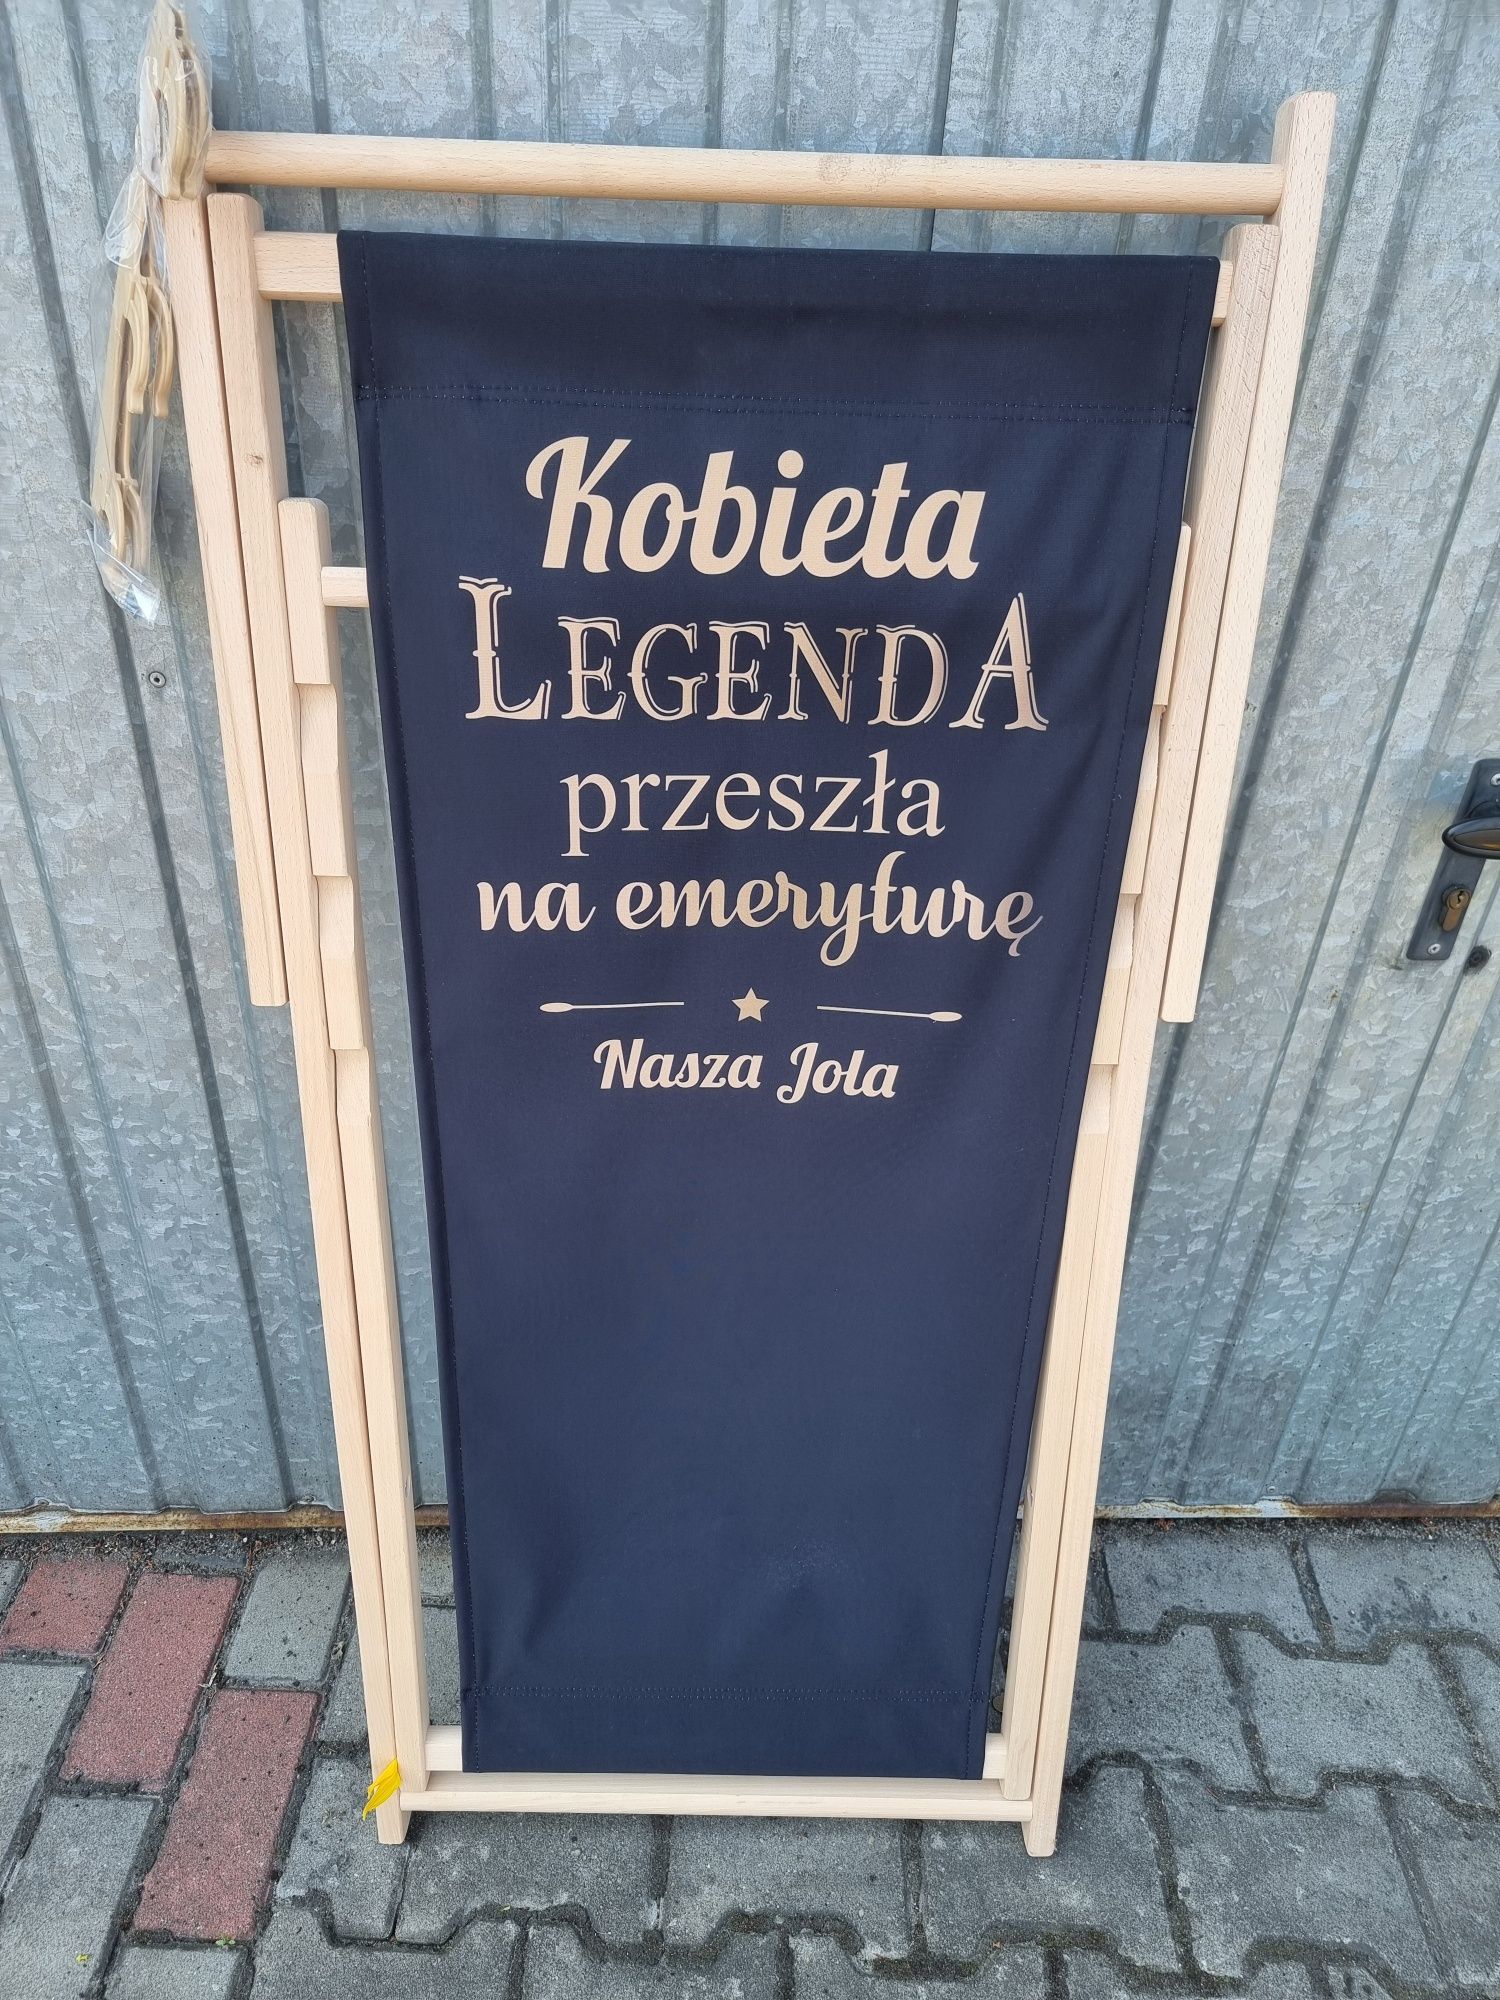 Kobieta
LEGENDA
przeszła
na emeryturę
Nasza Jola